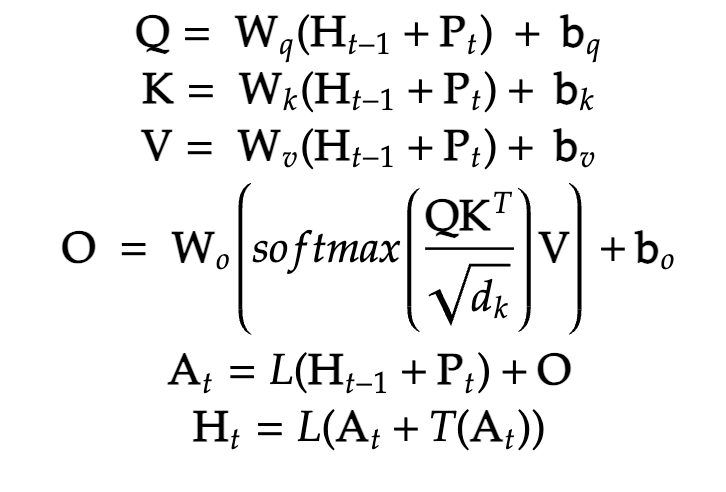 Q = W_q(H_{t−1} + P_t) + b_q
K = W_k(H_{t−1} + P_t) + b_k
V = W_v(H_{t−1} + P_t) + b_v
O = W_o(softmax(QK^T / √d_k)V) + b_o
A_t = L(H_{t−1} + P_t) + O
H_t = L(A_t + T(A_t))